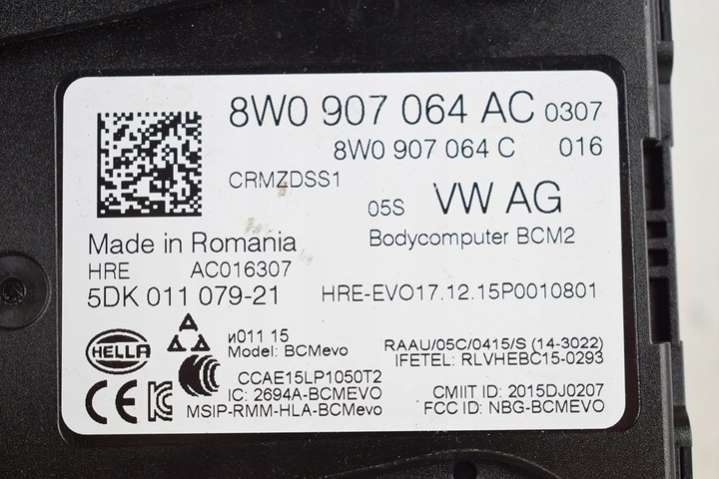 8W0 907 064 AC 0307
8W0 907 064 C 016
CRMZDSS1
05S VW AG
Made in Romania
Bodycomputer BCM2
HRE AC016307
5DK 011 079-21
HRE-EVO17.12.15P0010801
HELLA
и011 15
Model: BCMevo
RAAU/05C/0415/S (14-3022)
IFETEL: RLVHEBC15-0293
CE
CCAE15LP1050T2
IC: 2694A-BCMEVO
MSIP-RMM-HLA-BCMevo
CMIIT ID: 2015DJ0207
FCC ID: NBG-BCMEVO